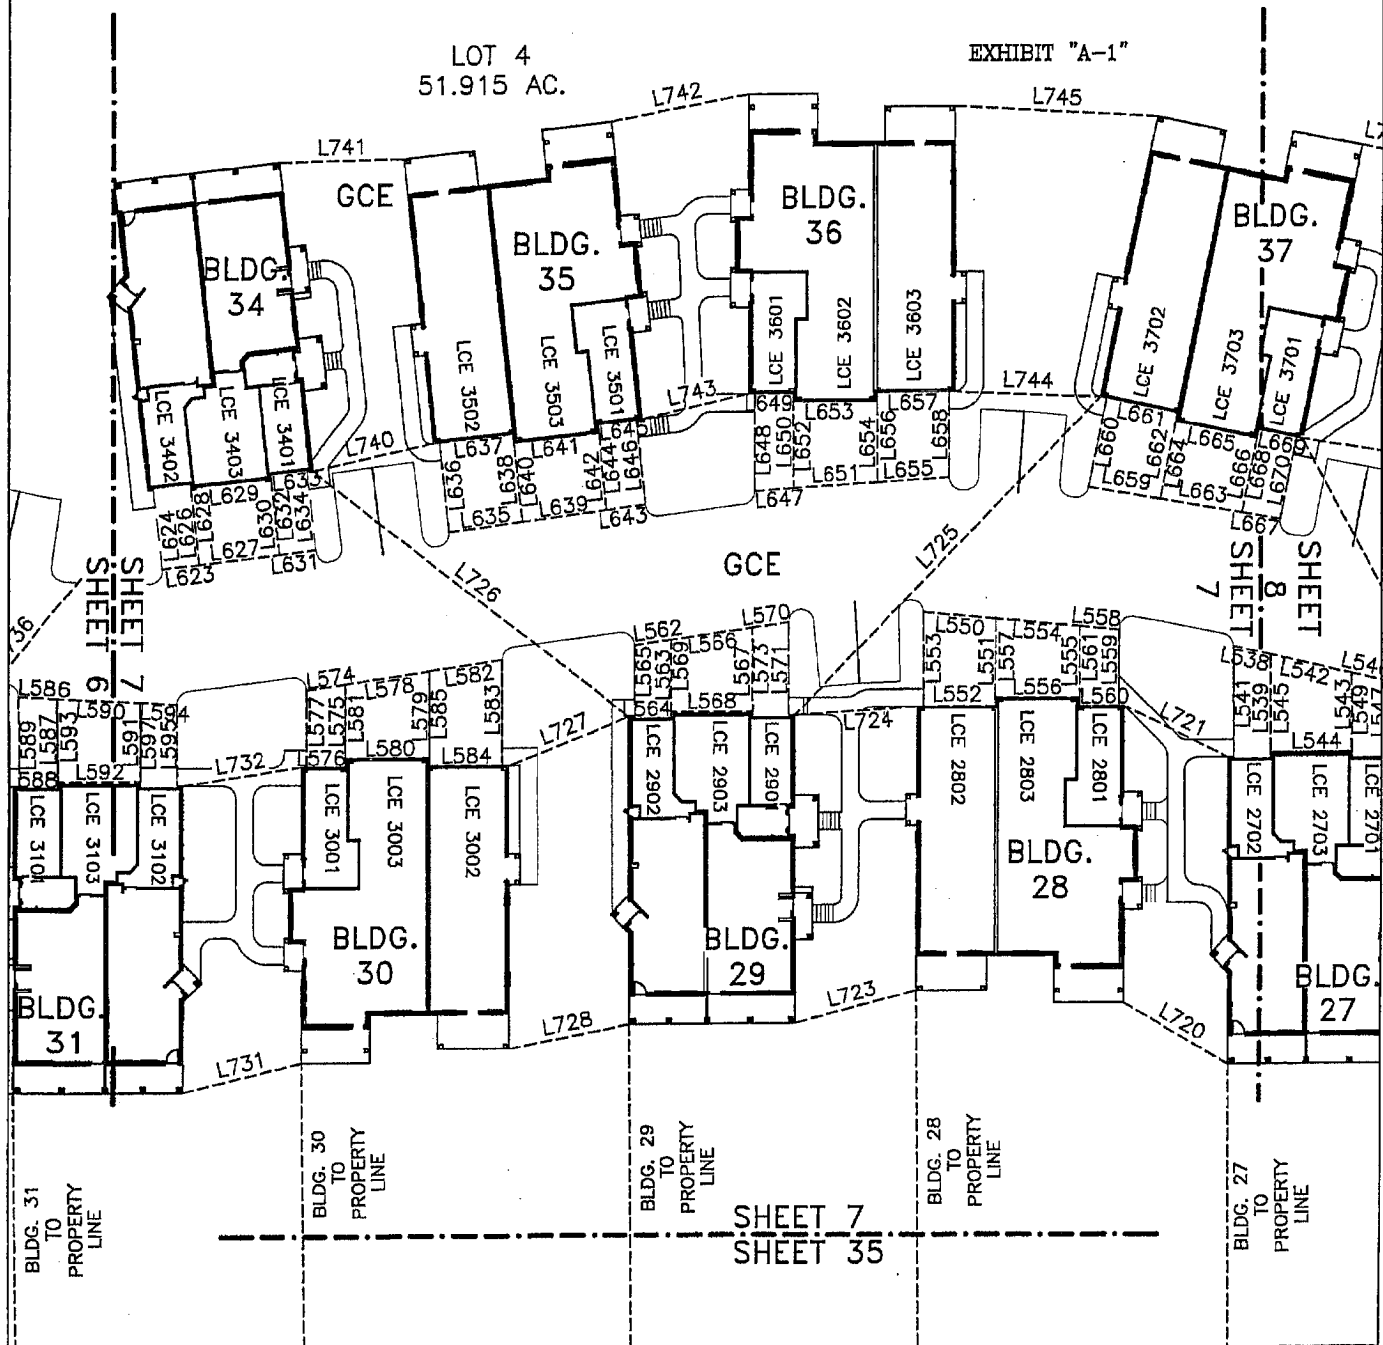 LOT 4
51.915 AC.
EXHIBIT "A-1"
L741
L742
L745
GCE
BLDG.
34
BLDG.
35
BLDG.
36
BLDG.
37
LCE 3402
LCE 3403
LCE 3401
LCE 3502
LCE 3503
LCE 3501
LCE 3601
LCE 3602
LCE 3603
LCE 3702
LCE 3703
LCE 3701
L740
L743
L744
L629
L633
L637
L641
L645
L649
L653
L657
L661
L665
L669
L624
L626
L628
L630
L632
L634
L636
L638
L640
L642
L644
L646
L648
L650
L652
L654
L656
L658
L660
L662
L664
L666
L668
L670
L623
L627
L631
L635
L639
L643
L647
L651
L655
L659
L663
L667
SHEET 7
SHEET 6
SHEET 8
SHEET 7
GCE
L726
L725
36
L586
L590
L594
L574
L578
L582
L562
L566
L570
L550
L554
L558
L538
L542
L589
L587
L593
L591
L597
L595
L577
L575
L581
L579
L585
L583
L565
L563
L569
L567
L573
L571
L553
L551
L557
L555
L561
L559
L541
L539
L545
L543
L549
L547
588
L592
L732
L576
L580
L584
L727
564
L568
L724
L552
L556
L560
L721
L544
LCE 3101
LCE 3103
LCE 3102
LCE 3001
LCE 3003
LCE 3002
LCE 2902
LCE 2903
LCE 2901
LCE 2802
LCE 2803
LCE 2801
LCE 2702
LCE 2703
LCE 2701
BLDG.
31
BLDG.
30
BLDG.
29
BLDG.
28
BLDG.
27
L731
L728
L723
L720
BLDG. 31
TO
PROPERTY
LINE
BLDG. 30
TO
PROPERTY
LINE
BLDG. 29
TO
PROPERTY
LINE
BLDG. 28
TO
PROPERTY
LINE
BLDG. 27
TO
PROPERTY
LINE
SHEET 7
SHEET 35